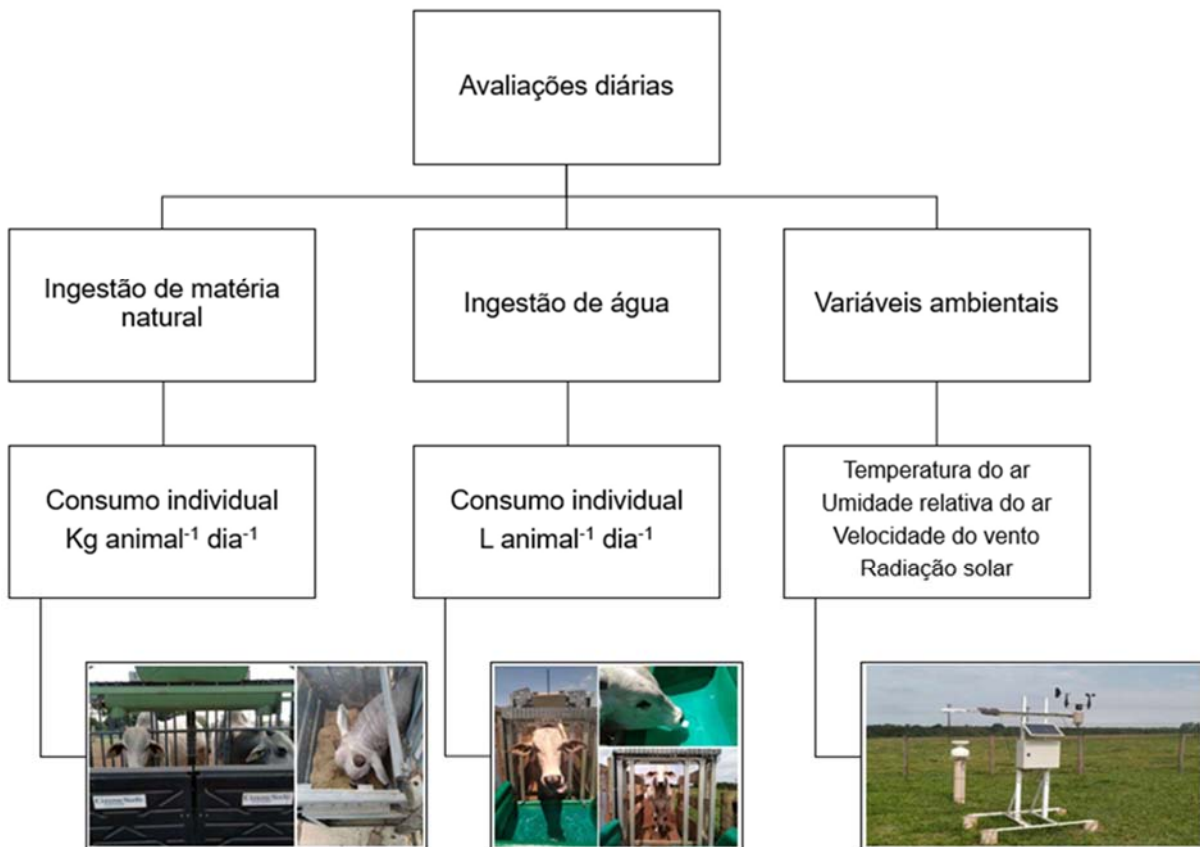 Avaliações diárias
Ingestão de matéria
natural
Ingestão de água
Variáveis ambientais
Consumo individual
Kg animal⁻¹ dia⁻¹
Consumo individual
L animal⁻¹ dia⁻¹
Temperatura do ar
Umidade relativa do ar
Velocidade do vento
Radiação solar